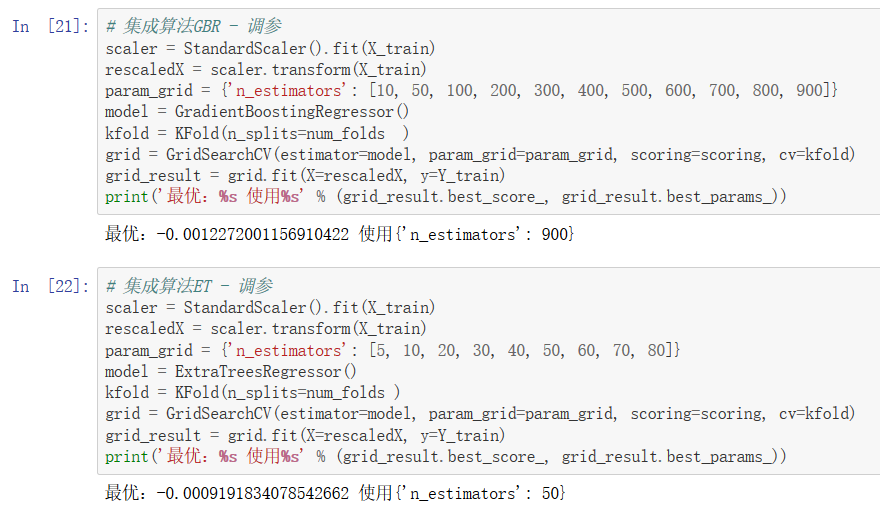 In [21]:
# 集成算法GBR - 调参
scaler = StandardScaler().fit(X_train)
rescaledX = scaler.transform(X_train)
param_grid = {'n_estimators': [10, 50, 100, 200, 300, 400, 500, 600, 700, 800, 900]}
model = GradientBoostingRegressor()
kfold = KFold(n_splits=num_folds  )
grid = GridSearchCV(estimator=model, param_grid=param_grid, scoring=scoring, cv=kfold)
grid_result = grid.fit(X=rescaledX, y=Y_train)
print('最优：%s 使用%s' % (grid_result.best_score_, grid_result.best_params_))
最优：-0.0012272001156910422 使用{'n_estimators': 900}
In [22]:
# 集成算法ET - 调参
scaler = StandardScaler().fit(X_train)
rescaledX = scaler.transform(X_train)
param_grid = {'n_estimators': [5, 10, 20, 30, 40, 50, 60, 70, 80]}
model = ExtraTreesRegressor()
kfold = KFold(n_splits=num_folds )
grid = GridSearchCV(estimator=model, param_grid=param_grid, scoring=scoring, cv=kfold)
grid_result = grid.fit(X=rescaledX, y=Y_train)
print('最优：%s 使用%s' % (grid_result.best_score_, grid_result.best_params_))
最优：-0.0009191834078542662 使用{'n_estimators': 50}